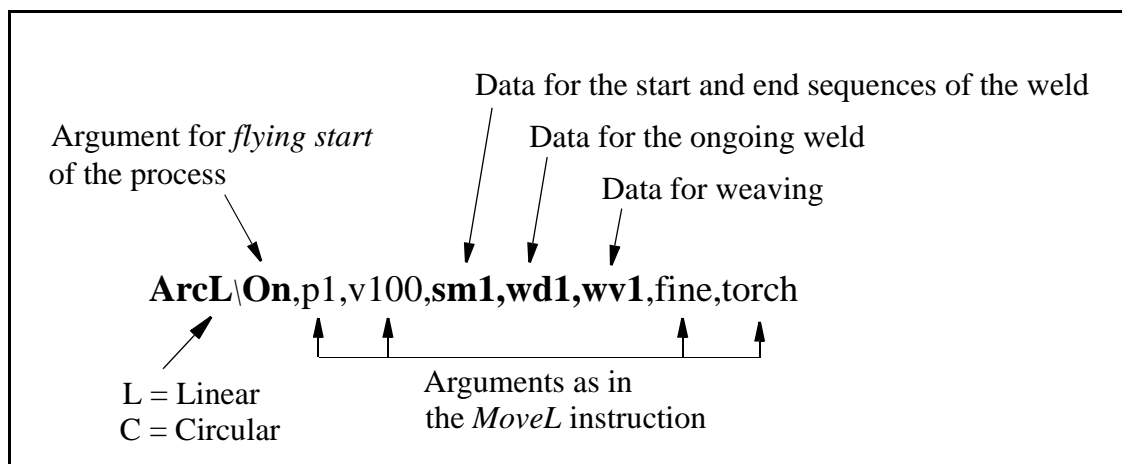 Data for the start and end sequences of the weld
Argument for flying start
of the process
Data for the ongoing weld
Data for weaving
ArcL\On,p1,v100,sm1,wd1,wv1,fine,torch
L = Linear
C = Circular
Arguments as in
the MoveL instruction